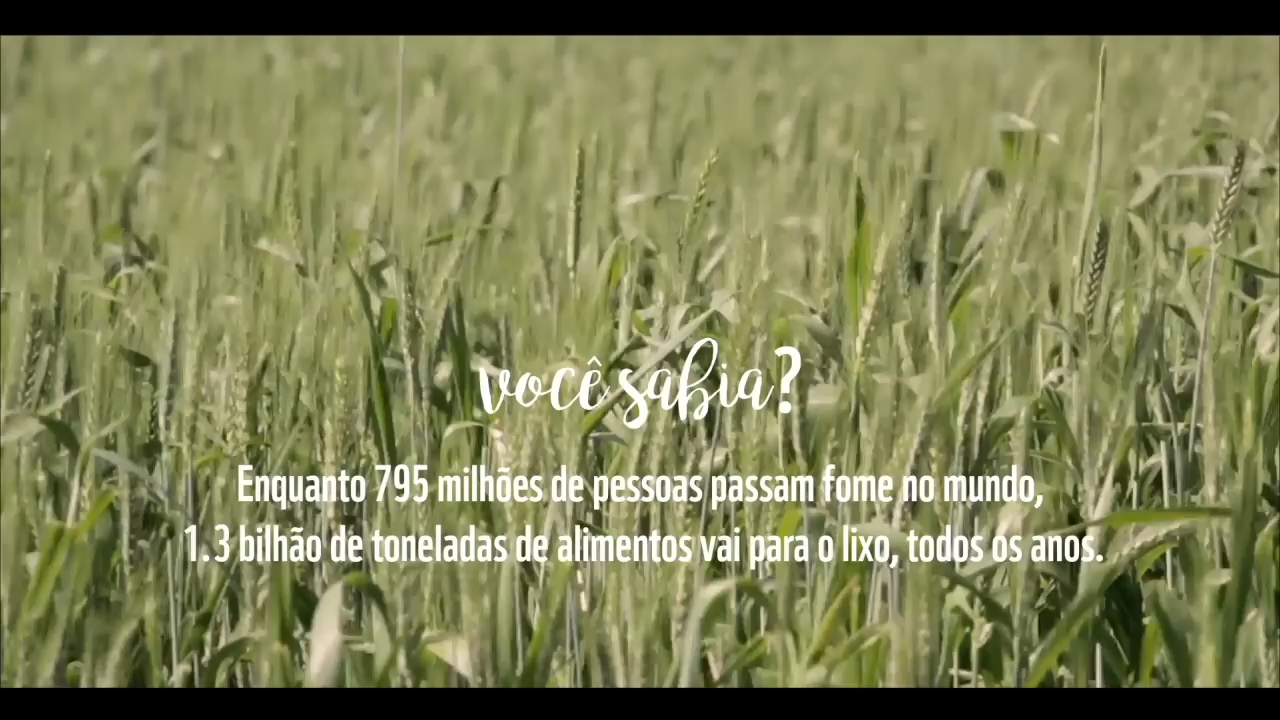 você sabia?
Enquanto 795 milhões de pessoas passam fome no mundo,
1.3 bilhão de toneladas de alimentos vai para o lixo, todos os anos.